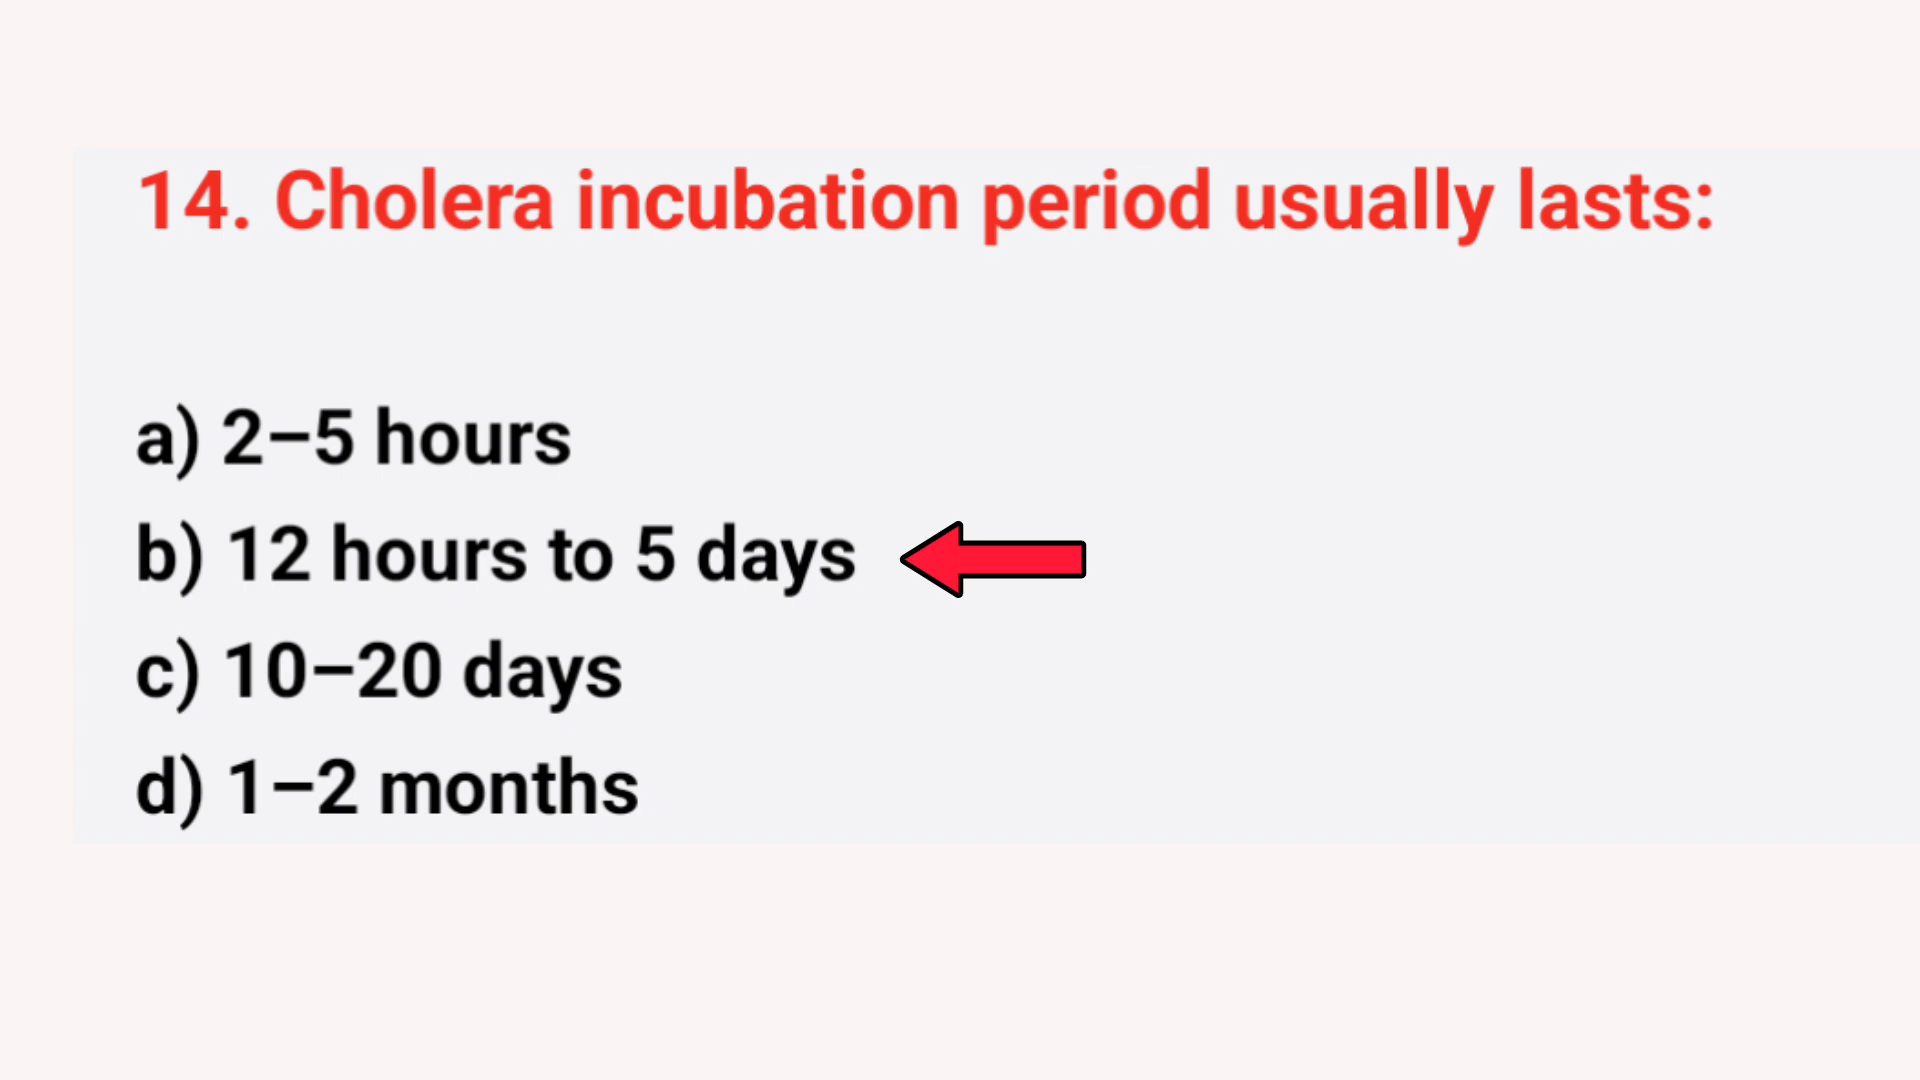 14. Cholera incubation period usually lasts:
a) 2–5 hours
b) 12 hours to 5 days
c) 10–20 days
d) 1–2 months